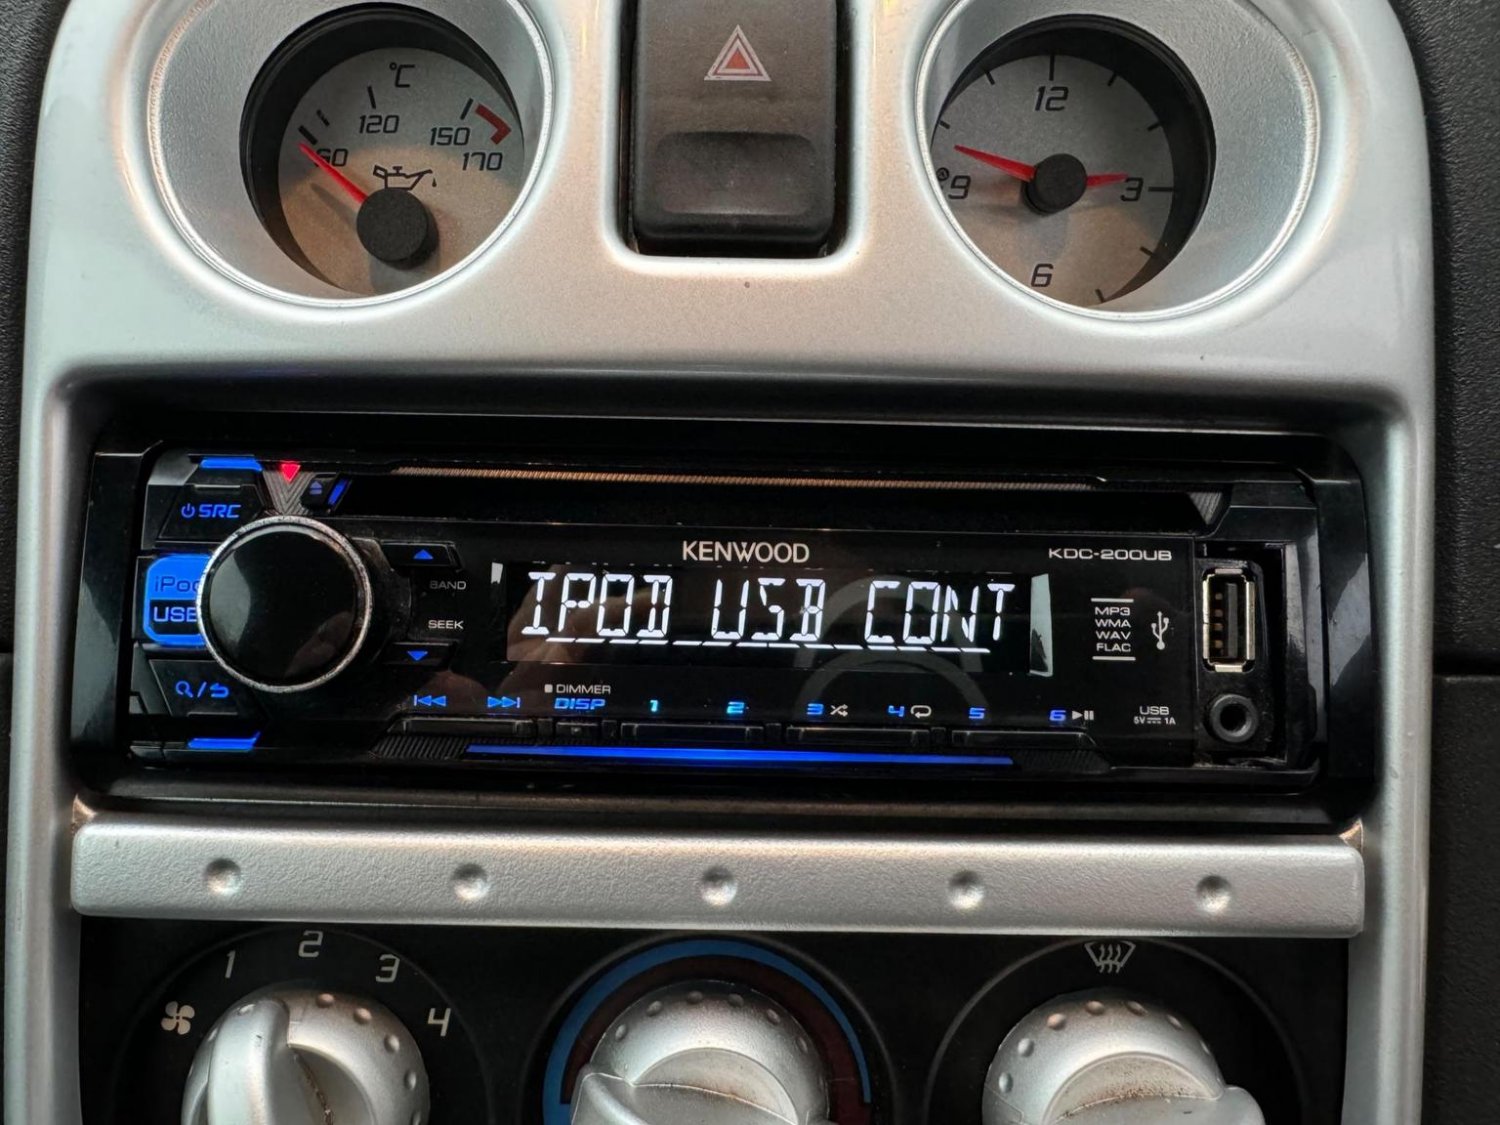 °C
120
150
170
12
3
9
6
SRC
KENWOOD
KDC-200UB
iPod
USB
BAND
SEEK
IPOD USB CONT
MP3
WMA
WAV
FLAC
DIMMER
DISP
1
2
3
4
5
6
USB
5V 1A
1
2
3
4